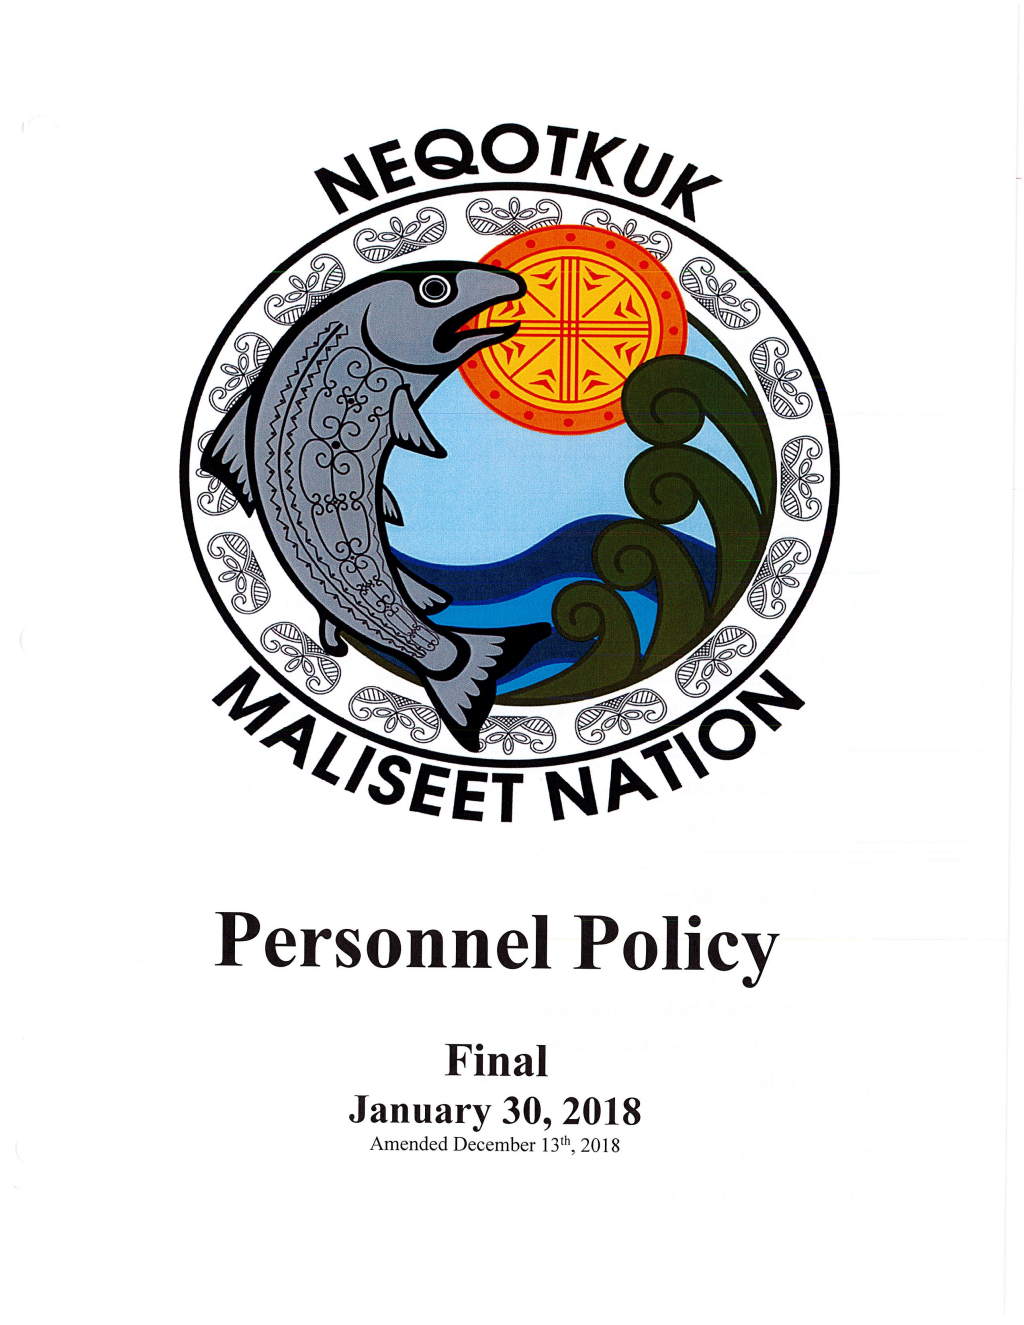 NEQOTKUK
MALISEET NATION
Personnel Policy
Final
January 30, 2018
Amended December 13th, 2018